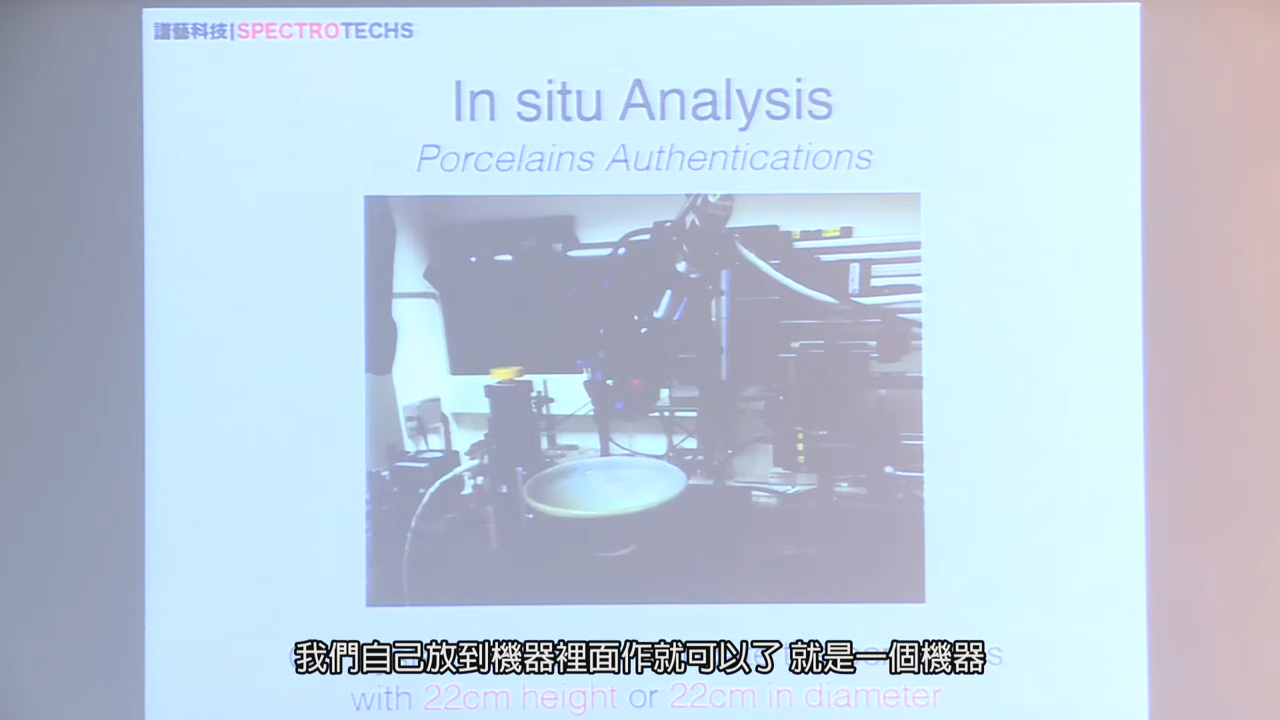 譜藝科技|SPECTROTECHS
In situ Analysis
Porcelains Authentications
我們自己放到機器裡面作就可以了 就是一個機器
with 22cm height or 22cm in diameter